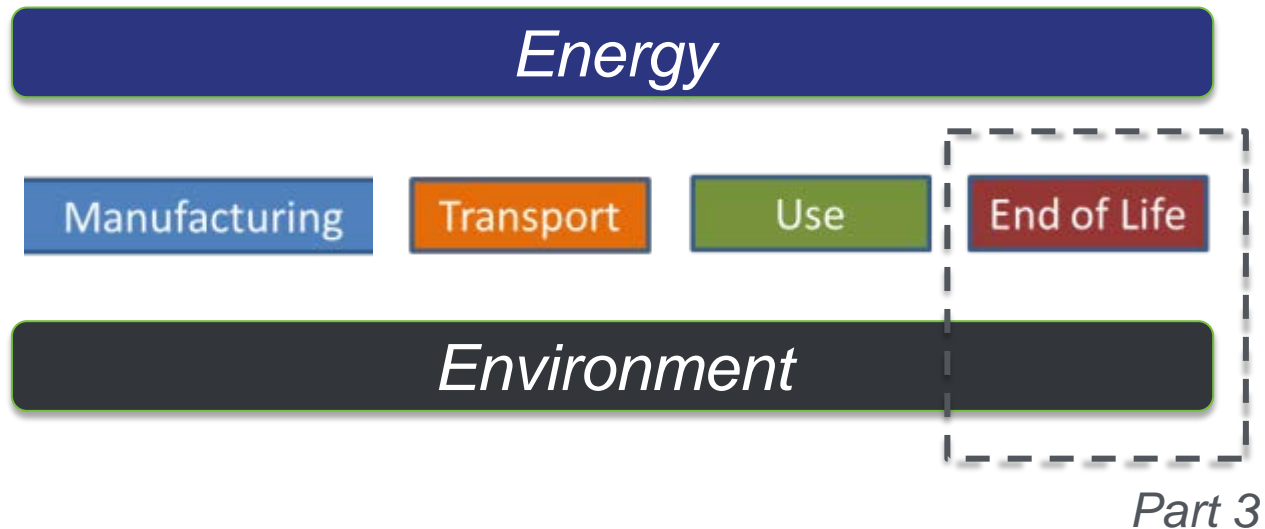 Energy
Manufacturing
Transport
Use
End of Life
Environment
Part 3